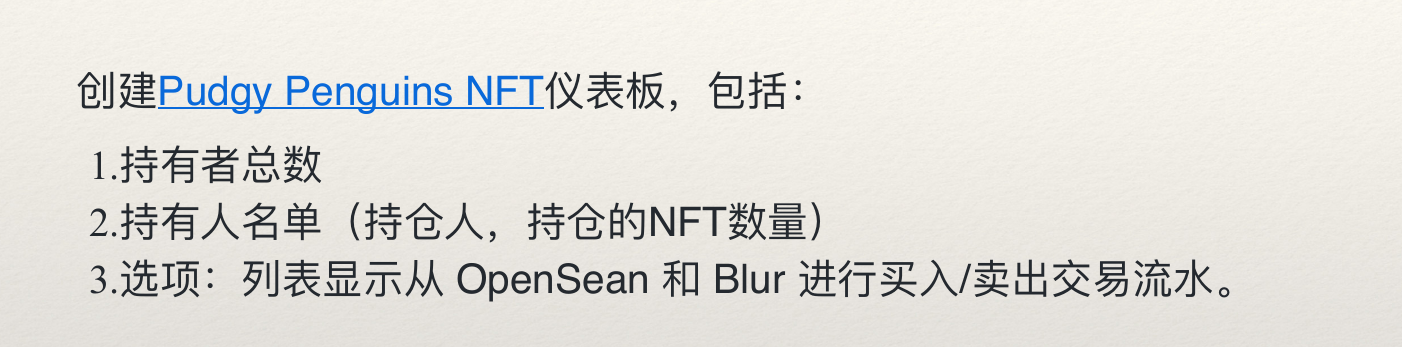 创建Pudgy Penguins NFT仪表板，包括：
1.持有者总数
2.持有人名单（持仓人，持仓的NFT数量）
3.选项：列表显示从 OpenSean 和 Blur 进行买入/卖出交易流水。